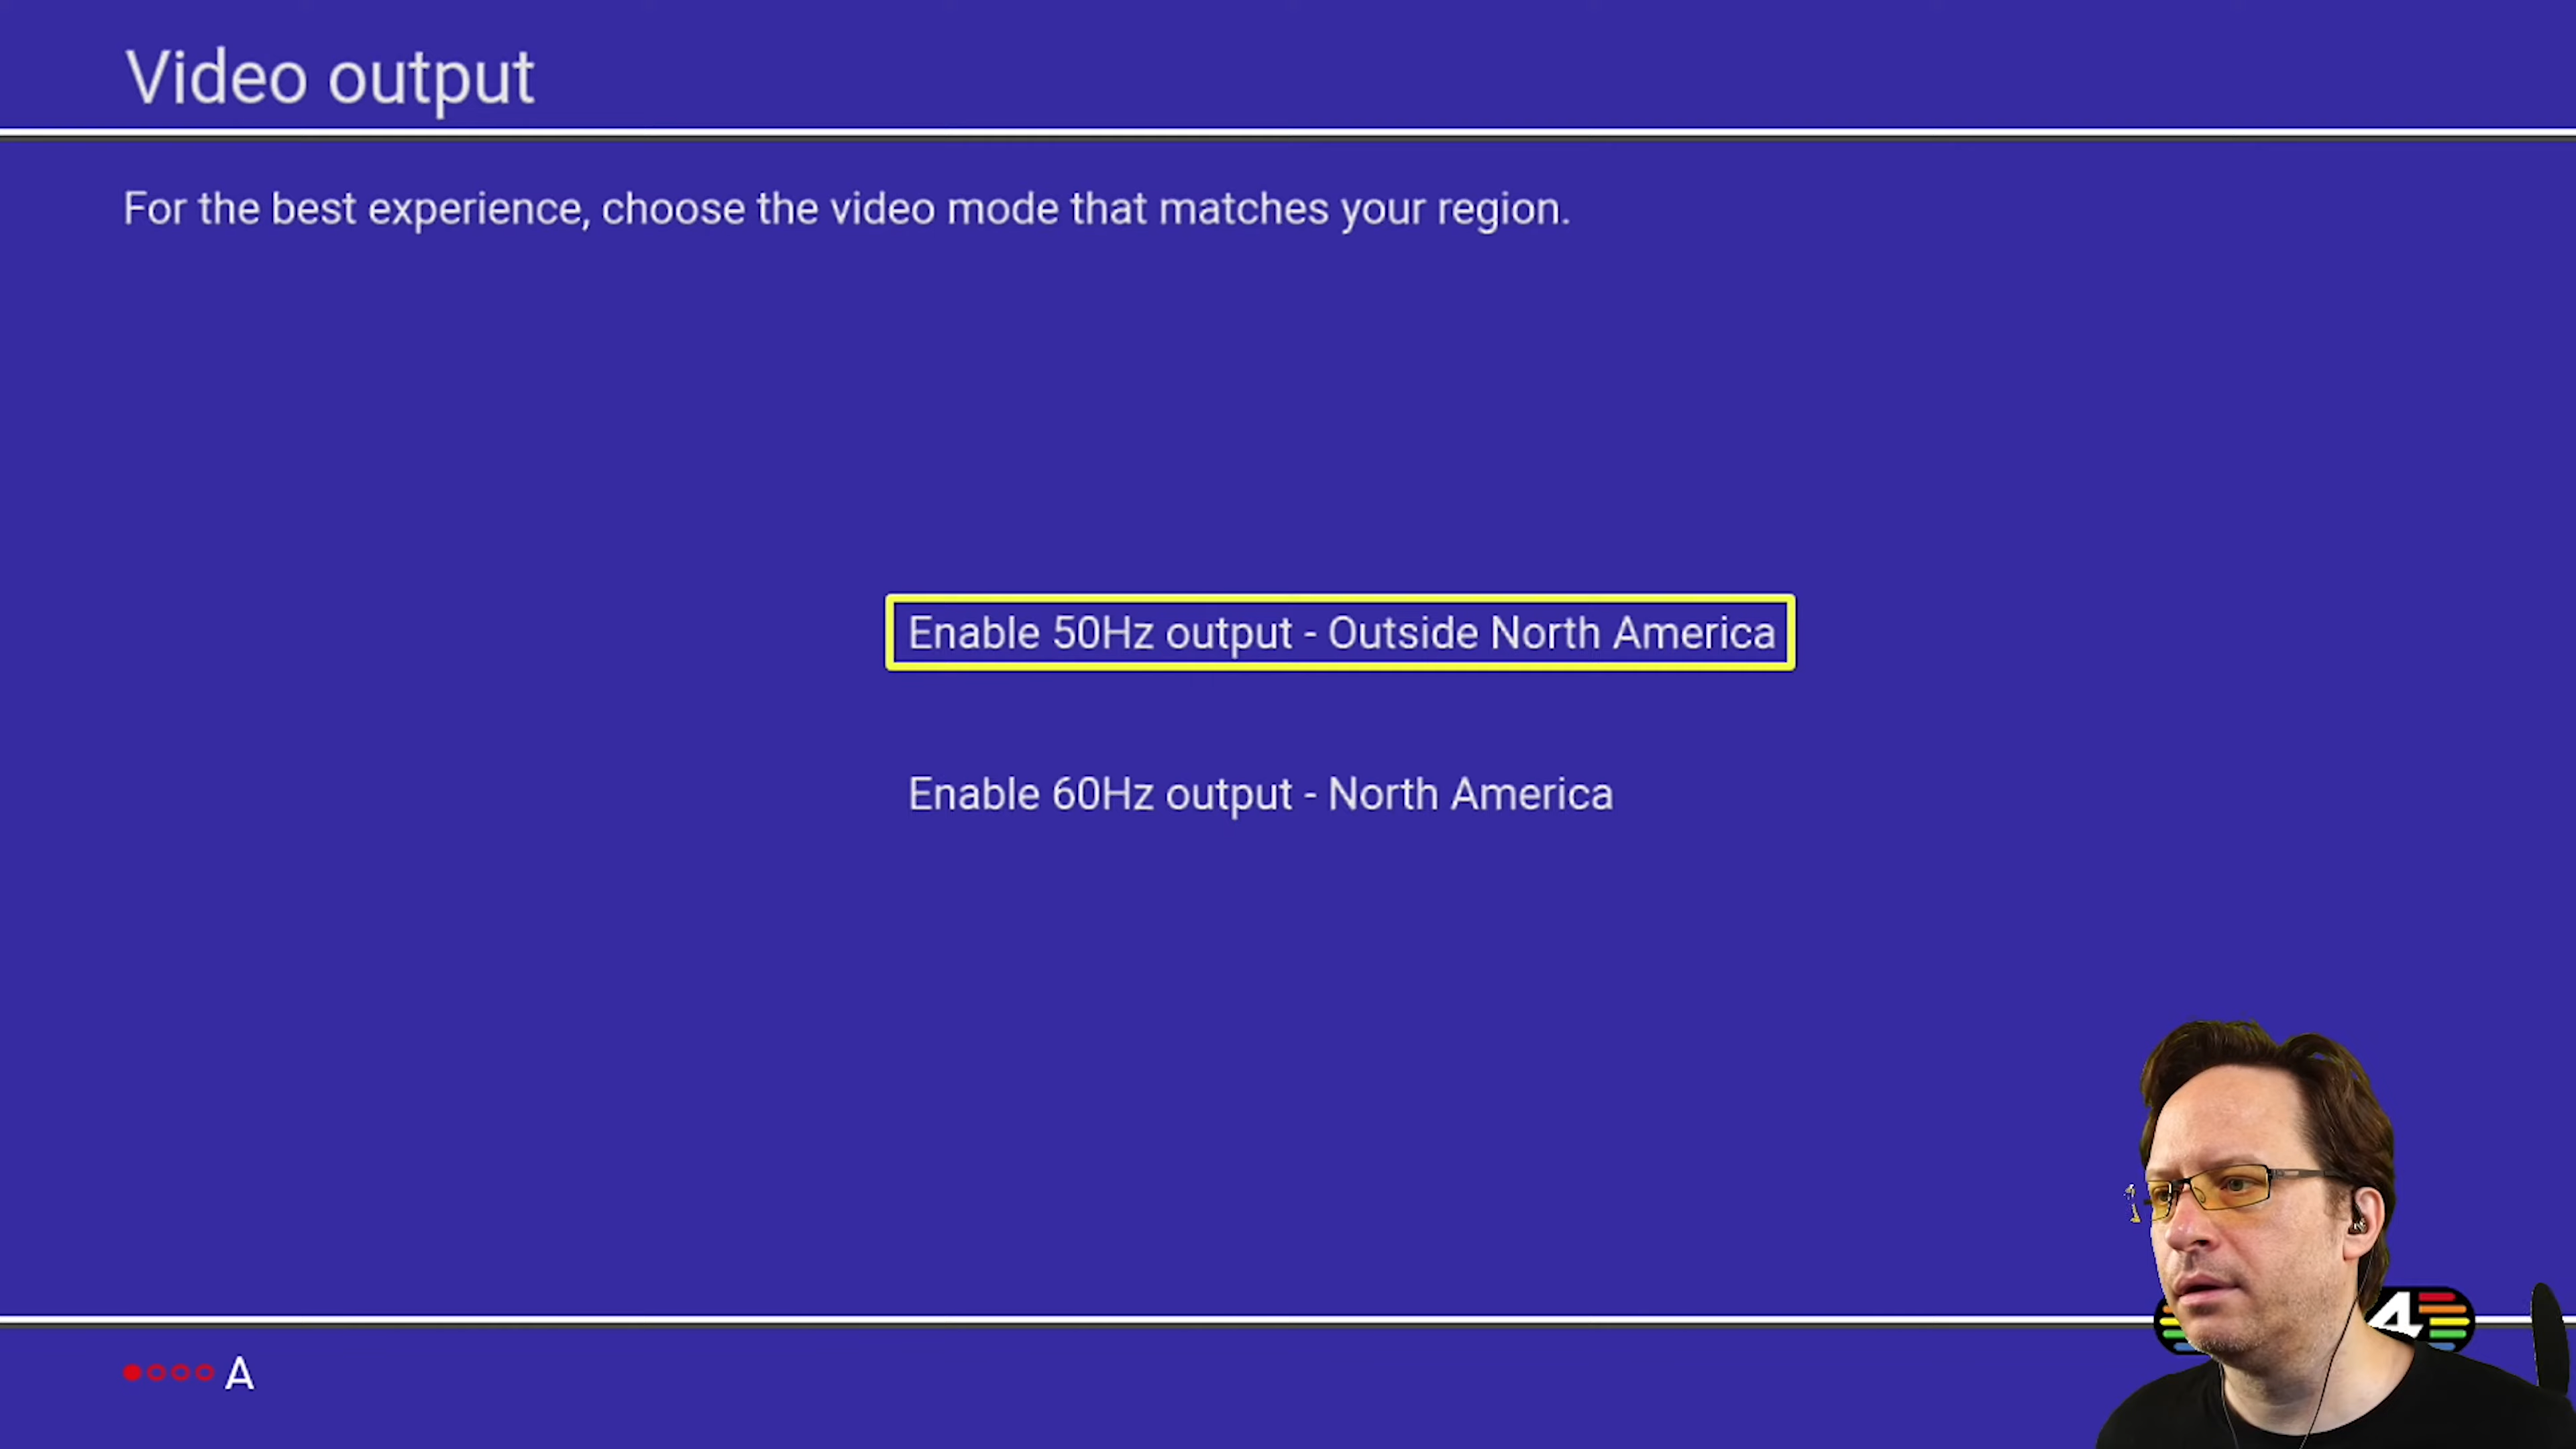 Video output
For the best experience, choose the video mode that matches your region.
Enable 50Hz output - Outside North America
Enable 60Hz output - North America
4
A